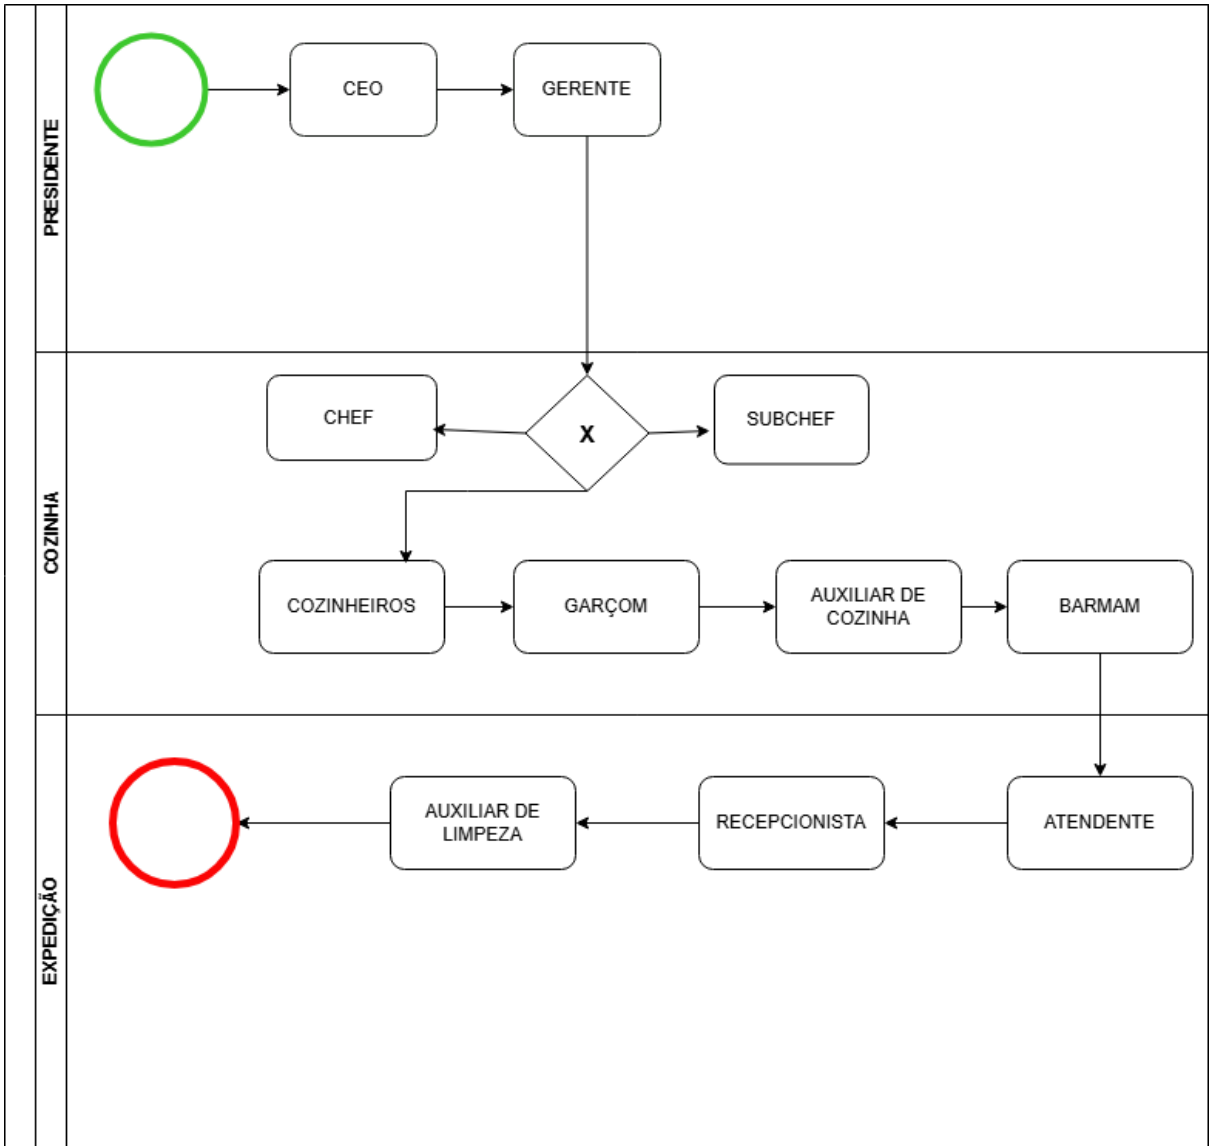 PRESIDENTE
CEO
GERENTE
COZINHA
CHEF
X
SUBCHEF
COZINHEIROS
GARÇOM
AUXILIAR DE
COZINHA
BARMAM
EXPEDIÇÃO
AUXILIAR DE
LIMPEZA
RECEPCIONISTA
ATENDENTE